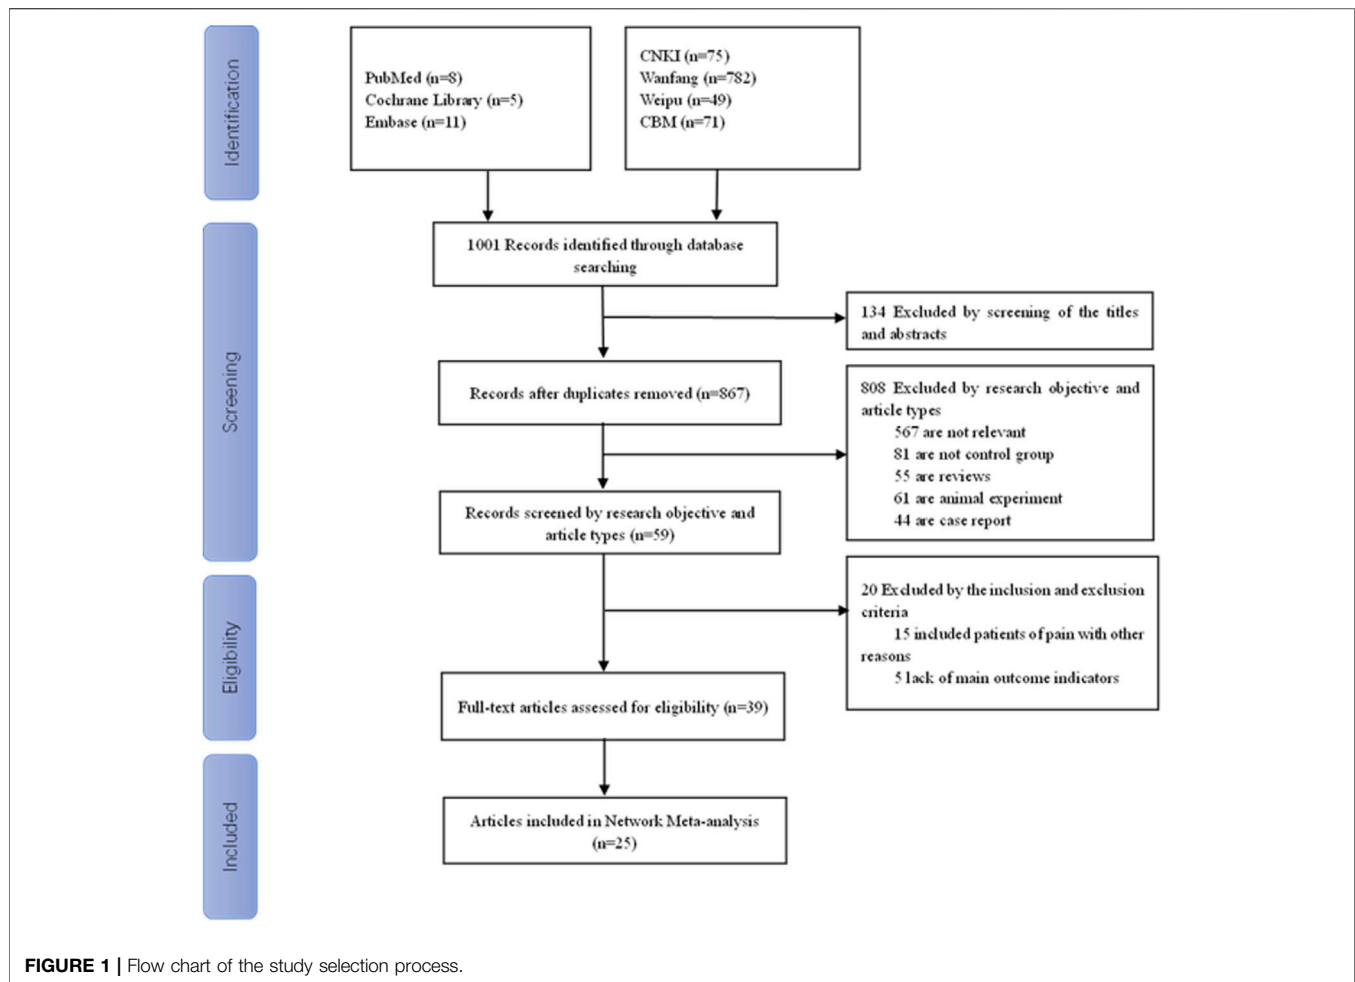 Identification
PubMed (n=8)
Cochrane Library (n=5)
Embase (n=11)
CNKI (n=75)
Wanfang (n=782)
Weipu (n=49)
CBM (n=71)
Screening
1001 Records identified through database
searching
134 Excluded by screening of the titles
and abstracts
Records after duplicates removed (n=867)
808 Excluded by research objective and
article types
567 are not relevant
81 are not control group
55 are reviews
61 are animal experiment
44 are case report
Records screened by research objective and
article types (n=59)
Eligibility
20 Excluded by the inclusion and exclusion
criteria
15 included patients of pain with other
reasons
5 lack of main outcome indicators
Full-text articles assessed for eligibility (n=39)
Included
Articles included in Network Meta-analysis
(n=25)
FIGURE 1 | Flow chart of the study selection process.